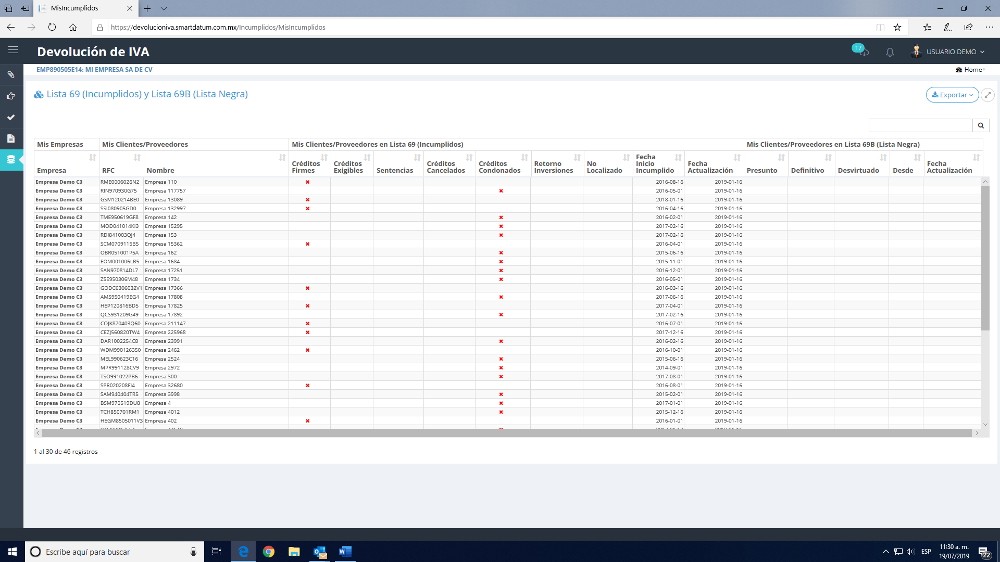 MisIncumplidos
https://devolucioniva.smartdatum.com.mx/Incumplidos/MisIncumplidos
Devolución de IVA
17
USUARIO DEMO
EMP890505E14: MI EMPRESA SA DE CV
Home
Lista 69 (Incumplidos) y Lista 69B (Lista Negra)
Exportar
Mis Empresas Mis Clientes/Proveedores Mis Clientes/Proveedores en Lista 69 (Incumplidos) Mis Clientes/Proveedores en Lista 69B (Lista Negra)
Empresa RFC Nombre Créditos Firmes Créditos Exigibles Sentencias Créditos Cancelados Créditos Condonados Retorno Inversiones No Localizado Fecha Inicio Incumplido Fecha Actualización Presunto Definitivo Desvirtuado Desde Fecha Actualización
Empresa Demo C3 RME0006026N2 Empresa 110 2016-08-16 2019-01-16
Empresa Demo C3 RIN970930G75 Empresa 117757 2016-05-01 2019-01-16
Empresa Demo C3 GSM120214BE0 Empresa 13089 2018-01-16 2019-01-16
Empresa Demo C3 SSI080905GD0 Empresa 132997 2016-04-16 2019-01-16
Empresa Demo C3 TME950619GF8 Empresa 142 2016-02-01 2019-01-16
Empresa Demo C3 MOD041014KI3 Empresa 15295 2017-02-16 2019-01-16
Empresa Demo C3 RDI841003QJ4 Empresa 153 2017-02-16 2019-01-16
Empresa Demo C3 SCM0709115B5 Empresa 15362 2016-04-01 2019-01-16
Empresa Demo C3 OBR051001P5A Empresa 162 2015-06-16 2019-01-16
Empresa Demo C3 EOM001006LB5 Empresa 1684 2015-11-01 2019-01-16
Empresa Demo C3 SAN970814DL7 Empresa 17251 2016-12-01 2019-01-16
Empresa Demo C3 ZSE950306M48 Empresa 1734 2016-05-01 2019-01-16
Empresa Demo C3 GODC6306032V1 Empresa 17366 2016-03-16 2019-01-16
Empresa Demo C3 AMS950419EG4 Empresa 17808 2017-06-16 2019-01-16
Empresa Demo C3 HEP120816BD5 Empresa 17825 2017-04-01 2019-01-16
Empresa Demo C3 QCS931209G49 Empresa 17892 2017-02-16 2019-01-16
Empresa Demo C3 COJK870403Q60 Empresa 211147 2016-07-01 2019-01-16
Empresa Demo C3 CEZJ560820TW4 Empresa 225968 2017-12-16 2019-01-16
Empresa Demo C3 DAR1002254C8 Empresa 23991 2016-02-16 2019-01-16
Empresa Demo C3 WDM990126350 Empresa 2462 2016-10-01 2019-01-16
Empresa Demo C3 MEL990623C16 Empresa 2524 2015-06-16 2019-01-16
Empresa Demo C3 MPR991128CV9 Empresa 2972 2014-09-01 2019-01-16
Empresa Demo C3 TSO991022PB6 Empresa 300 2017-08-01 2019-01-16
Empresa Demo C3 SPR020208FI4 Empresa 32680 2016-08-01 2019-01-16
Empresa Demo C3 SAM940404TR5 Empresa 3998 2015-02-01 2019-01-16
Empresa Demo C3 BSM970519DU8 Empresa 4 2017-01-01 2019-01-16
Empresa Demo C3 TCH850701RM1 Empresa 4012 2015-12-16 2019-01-16
Empresa Demo C3 HEGM8505011V3 Empresa 402 2016-01-01 2019-01-16
1 al 30 de 46 registros
Escribe aquí para buscar
ESP
11:30 a. m.
19/07/2019
22